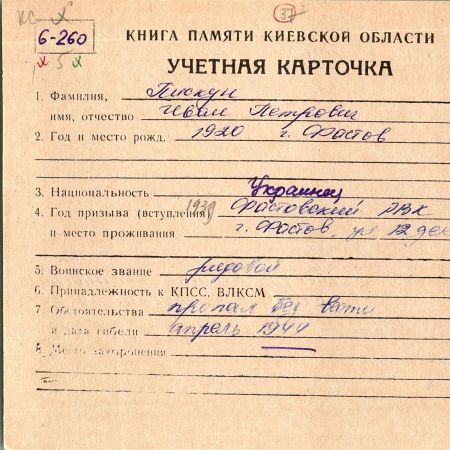 37
6-260
х 5 х
КНИГА ПАМЯТИ КИЕВСКОЙ ОБЛАСТИ
УЧЕТНАЯ КАРТОЧКА
1. Фамилия, Пискун
имя, отчество Иван Петрович
2. Год и место рожд. 1920 г. Фастов
3. Национальность Украинец
4. Год призыва (вступления) 1939 Фастовский РВК
и место проживания г. Фастов, ул 12 дек
5. Воинское звание рядовой
6. Принадлежность к КПСС, ВЛКСМ
7. Обстоятельства пропал без вести
и дата гибели апрель 1944
8. Место захоронения